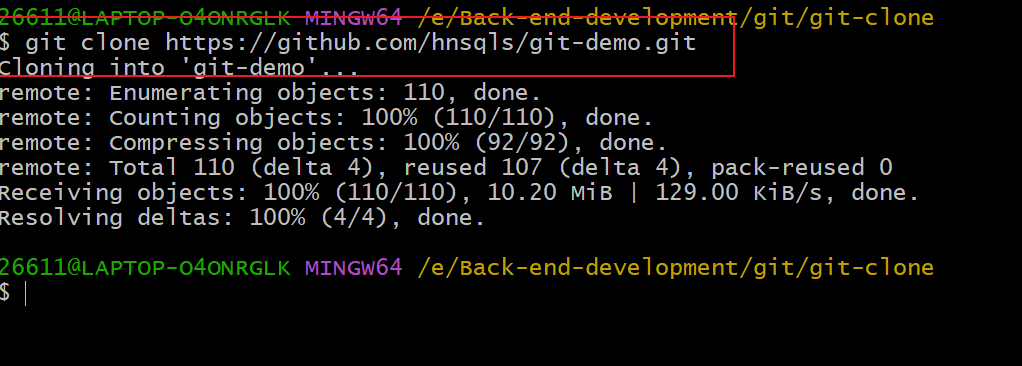 26611@LAPTOP-O4ONRGLK MINGW64 /e/Back-end-development/git/git-clone
$ git clone https://github.com/hnsqls/git-demo.git
Cloning into 'git-demo'...
remote: Enumerating objects: 110, done.
remote: Counting objects: 100% (110/110), done.
remote: Compressing objects: 100% (92/92), done.
remote: Total 110 (delta 4), reused 107 (delta 4), pack-reused 0
Receiving objects: 100% (110/110), 10.20 MiB | 129.00 KiB/s, done.
Resolving deltas: 100% (4/4), done.
26611@LAPTOP-O4ONRGLK MINGW64 /e/Back-end-development/git/git-clone
$